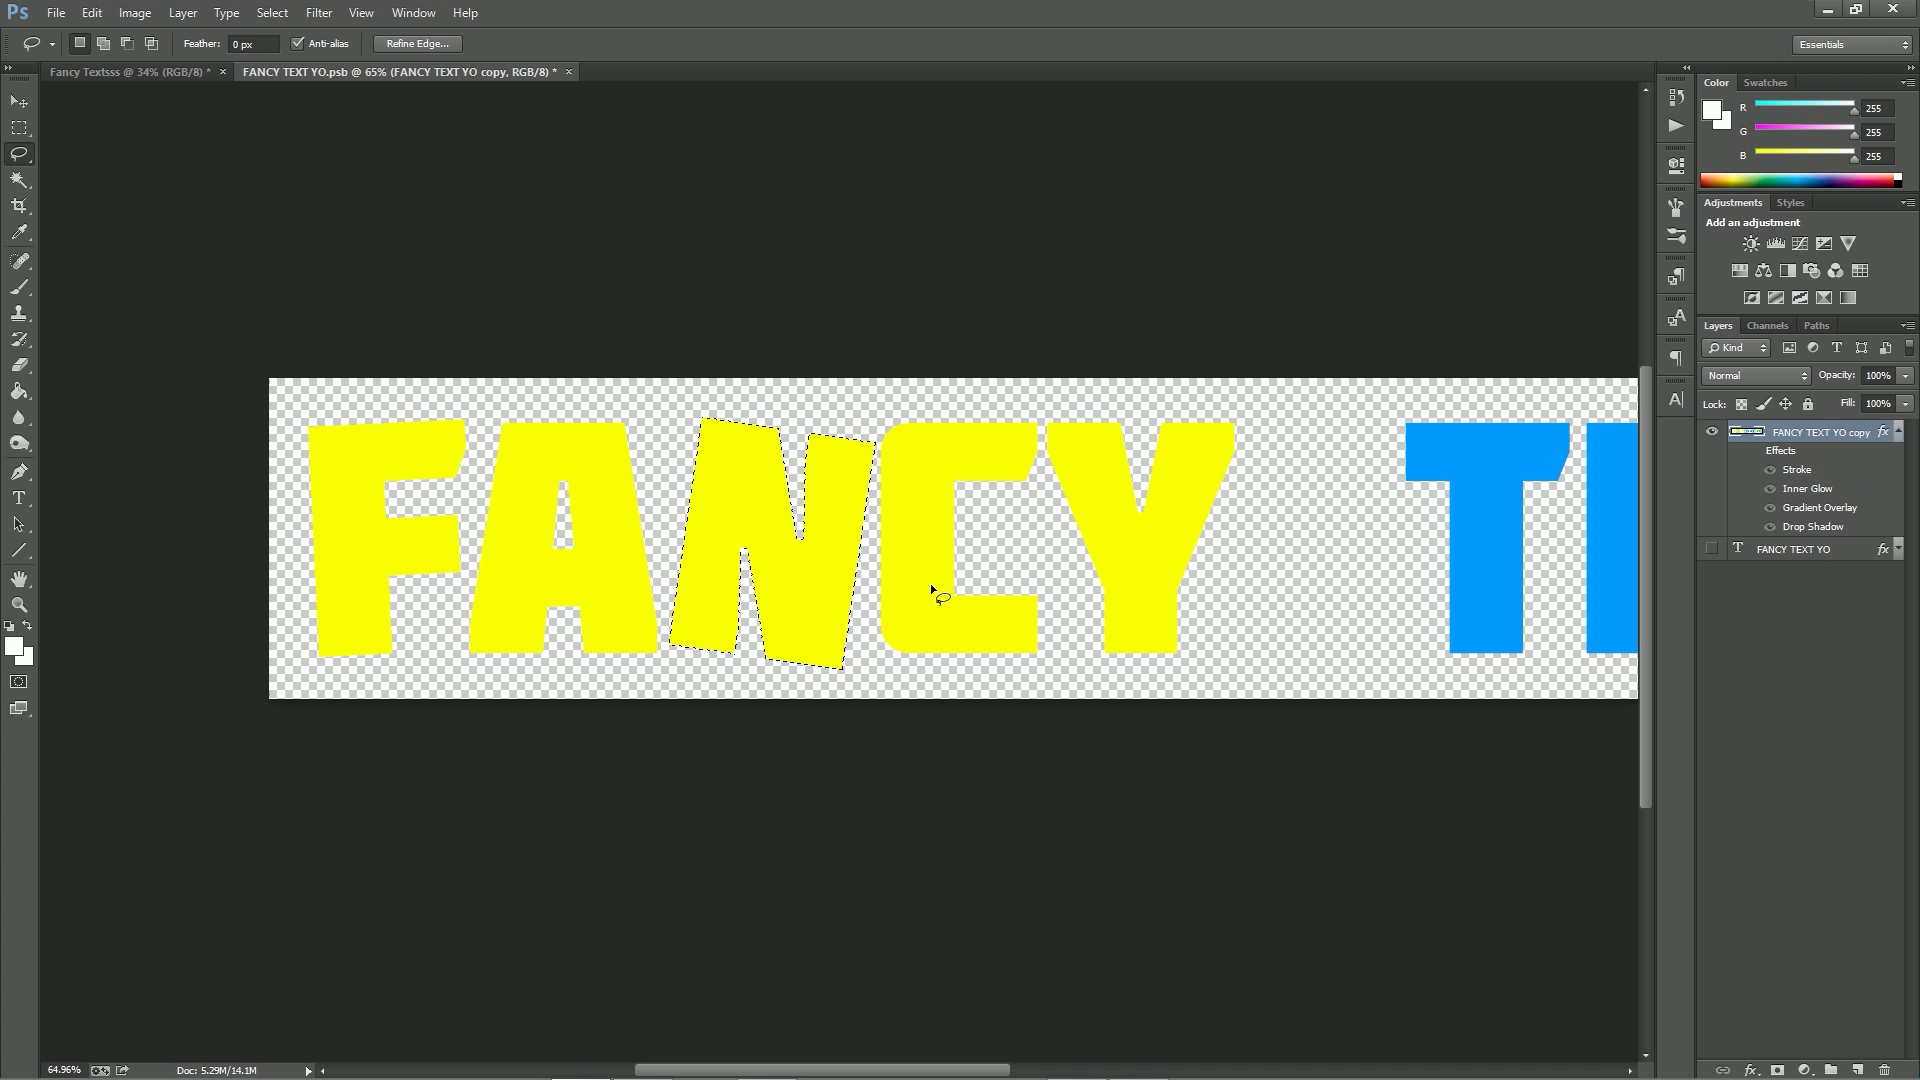 Ps File Edit Image Layer Type Select Filter View Window Help
Feather: 0 px Anti-alias Refine Edge... Essentials
Fancy Textsss @ 34% (RGB/8) * × FANCY TEXT YO.psb @ 65% (FANCY TEXT YO copy, RGB/8) * ×
Color Swatches
R 255
G 255
B 255
Adjustments Styles
Add an adjustment
Layers Channels Paths
Kind
Normal Opacity: 100%
Lock: Fill: 100%
FANCY TEXT YO copy fx
Effects
Stroke
Inner Glow
Gradient Overlay
Drop Shadow
T FANCY TEXT YO fx
FANCY T
64.96% Doc: 5.29M/14.1M